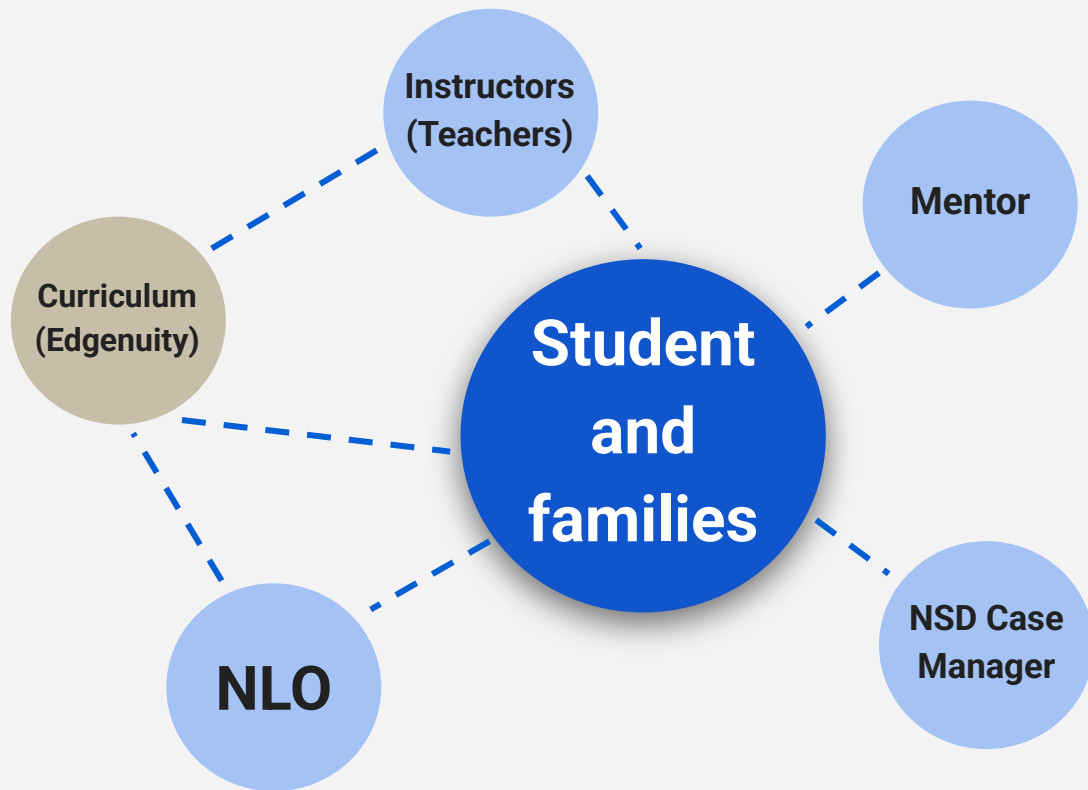 Instructors
(Teachers)
Mentor
Curriculum
(Edgenuity)
Student
and
families
NSD Case
Manager
NLO